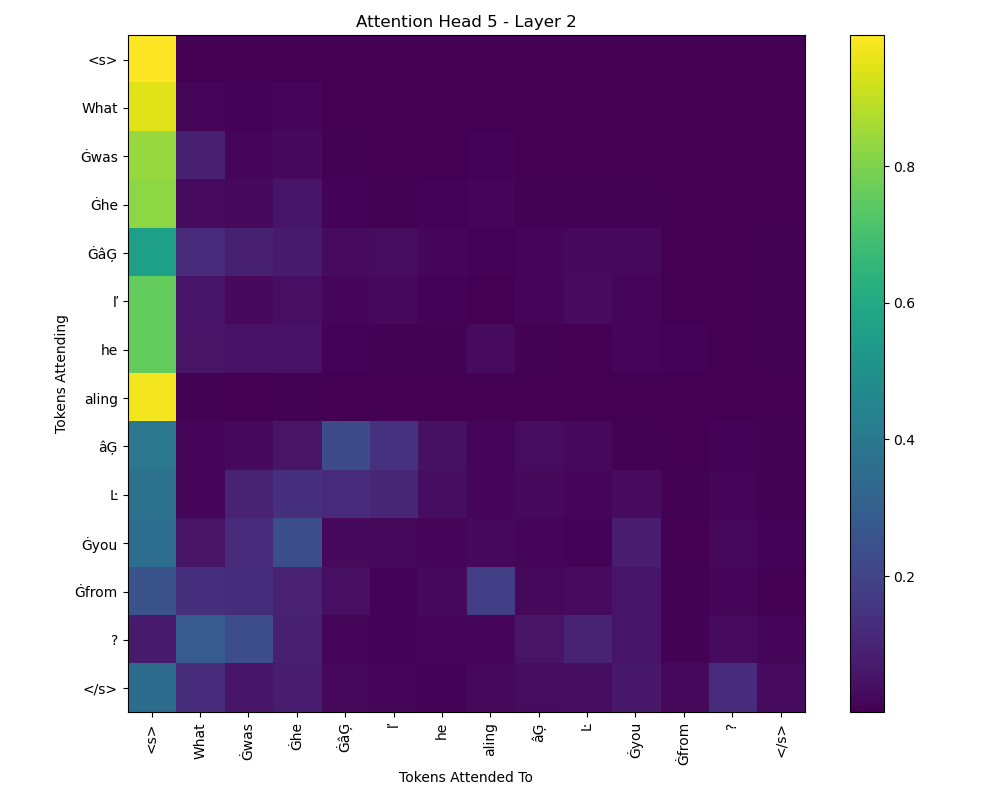 Attention Head 5 - Layer 2
Tokens Attending
<s>
What
Ġwas
Ġhe
ĠâĢ
ľ
he
aling
âĢ
Ŀ
Ġyou
Ġfrom
?
</s>
0.8
0.6
0.4
0.2
<s>
What
Ġwas
Ġhe
ĠâĢ
ľ
he
aling
âĢ
Ŀ
Ġyou
Ġfrom
?
</s>
Tokens Attended To